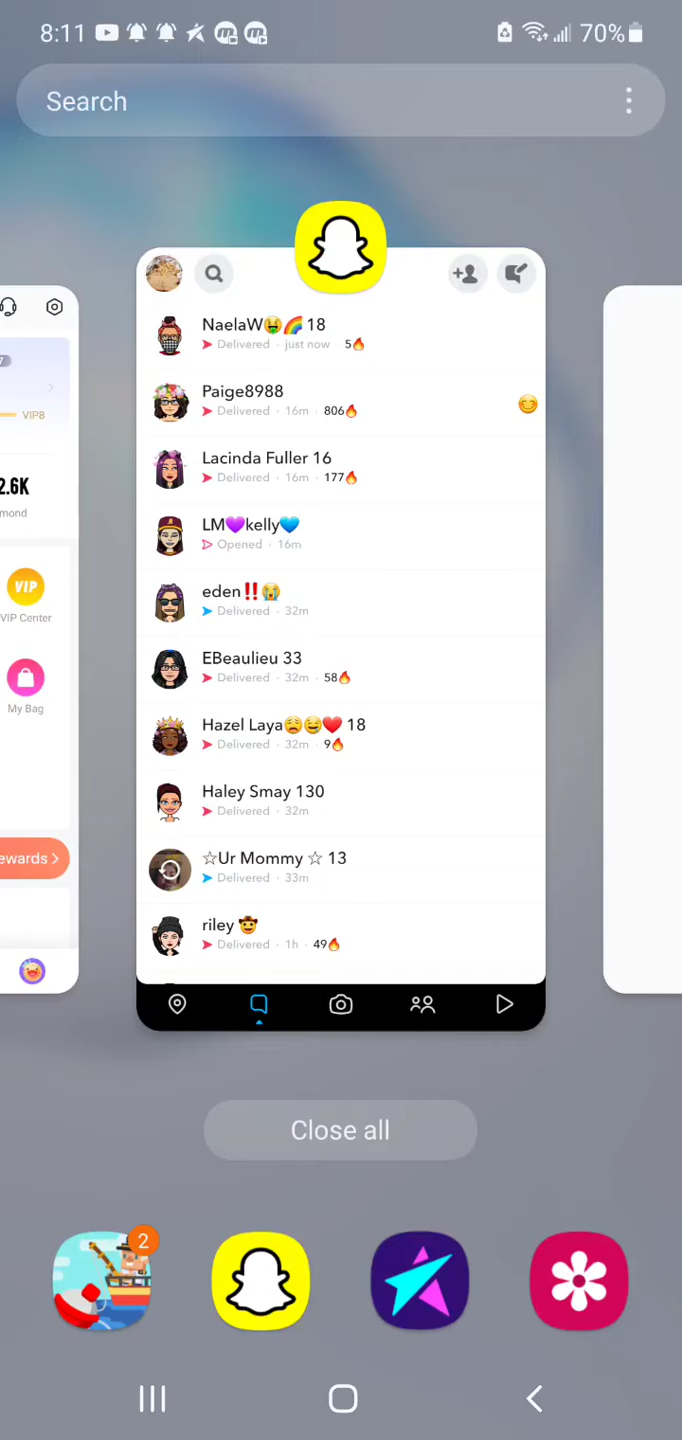 8:11 70%
Search
NaelaW🤑🌈 18
Delivered · just now 5🔥
Paige8988
Delivered · 16m · 806🔥
Lacinda Fuller 16
Delivered · 16m · 177🔥
LM💜kelly💙
Opened · 16m
eden‼️😭
Delivered · 32m
EBeaulieu 33
Delivered · 32m · 58🔥
Hazel Laya😩😏❤️ 18
Delivered · 32m · 9🔥
Haley Smay 130
Delivered · 32m
☆Ur Mommy ☆ 13
Delivered · 33m
riley 🤠
Delivered · 1h · 49🔥
7
VIP8
2.6K
mond
VIP
VIP Center
My Bag
ewards >
Close all
2